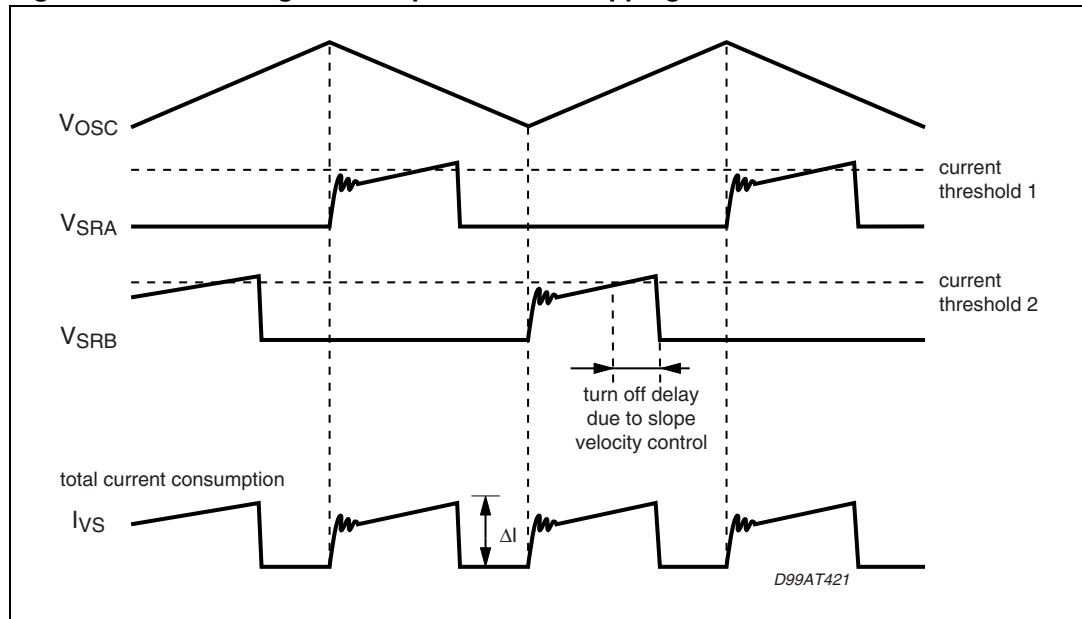 VOSC
current
threshold 1
VSRA
current
threshold 2
VSRB
turn off delay
due to slope
velocity control
total current consumption
IVS
ΔI
D99AT421